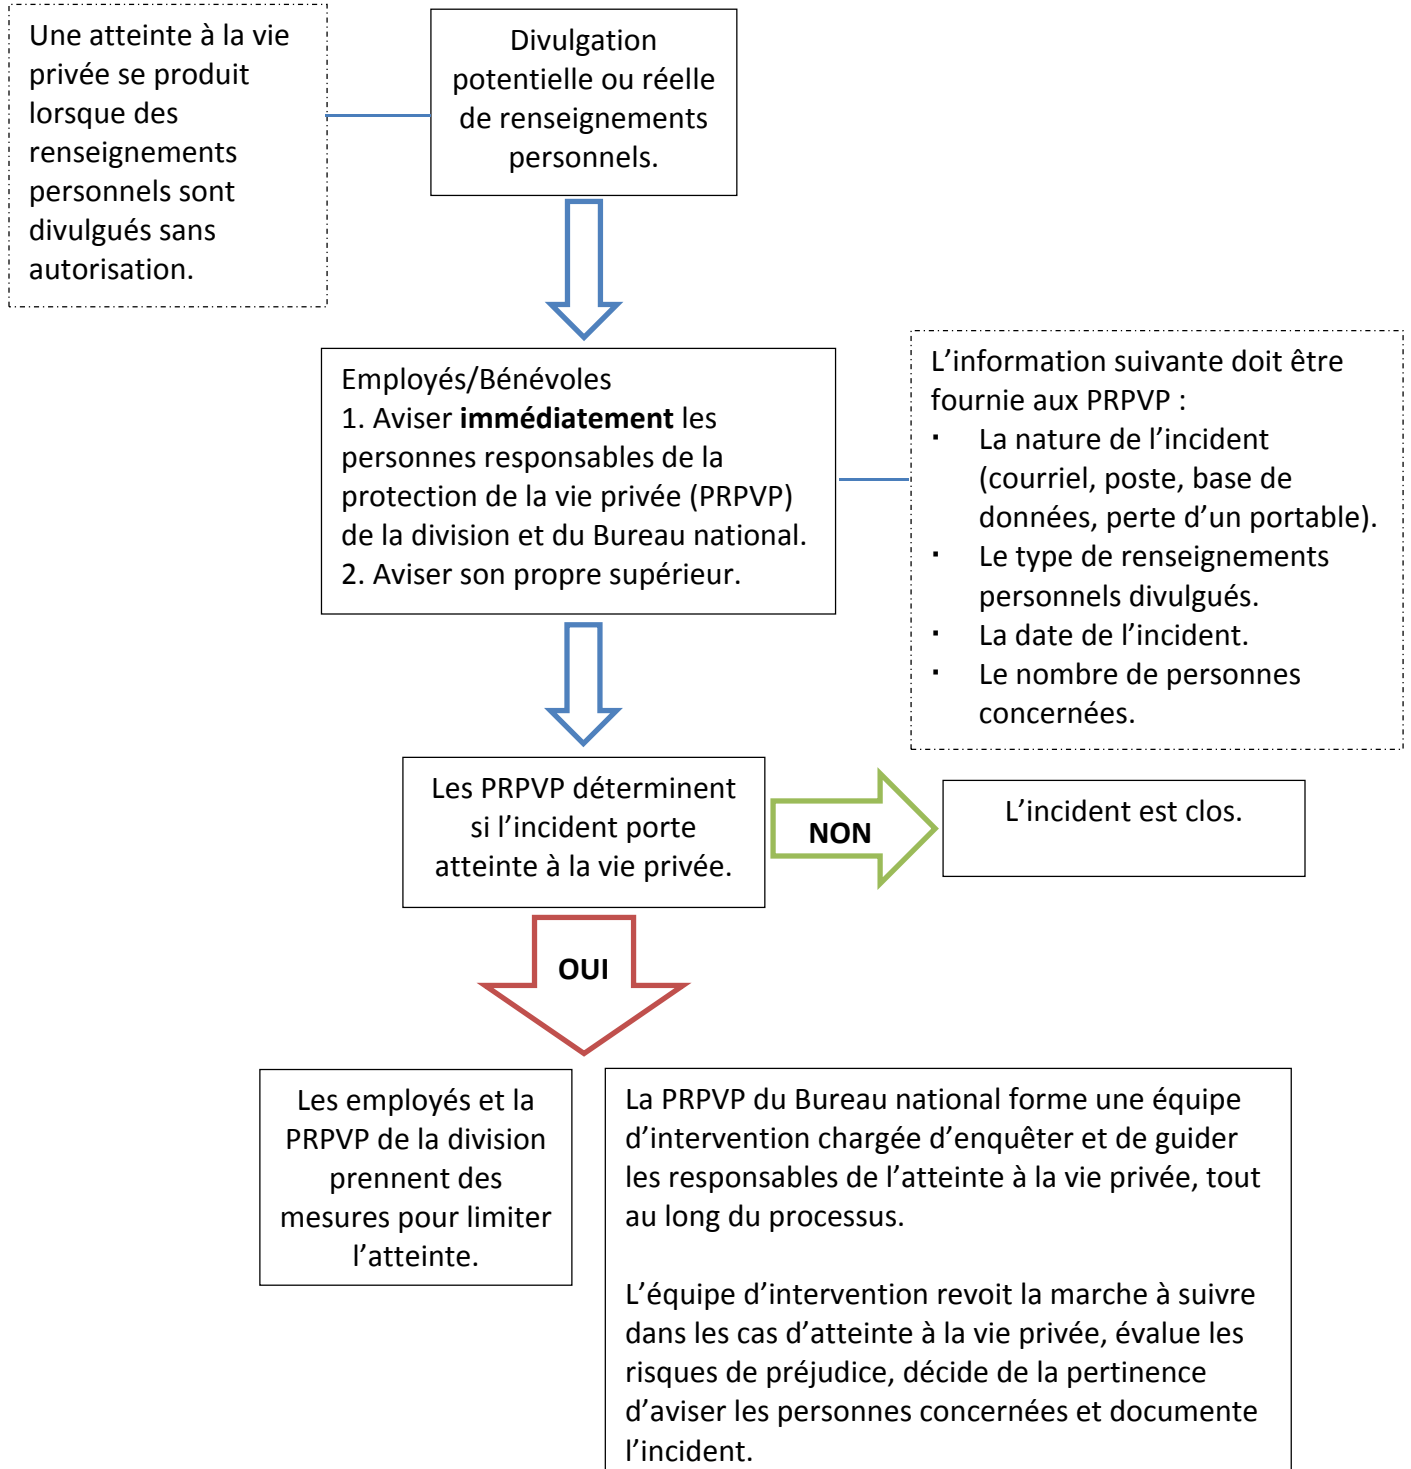 Une atteinte à la vie
privée se produit
lorsque des
renseignements
personnels sont
divulgués sans
autorisation.
Divulgation
potentielle ou réelle
de renseignements
personnels.
Employés/Bénévoles
1. Aviser immédiatement les
personnes responsables de la
protection de la vie privée (PRPVP)
de la division et du Bureau national.
2. Aviser son propre supérieur.
L’information suivante doit être
fournie aux PRPVP :
· La nature de l’incident
(courriel, poste, base de
données, perte d’un portable).
· Le type de renseignements
personnels divulgués.
· La date de l’incident.
· Le nombre de personnes
concernées.
Les PRPVP déterminent
si l’incident porte
atteinte à la vie privée.
NON
L’incident est clos.
OUI
Les employés et la
PRPVP de la division
prennent des
mesures pour limiter
l’atteinte.
La PRPVP du Bureau national forme une équipe
d’intervention chargée d’enquêter et de guider
les responsables de l’atteinte à la vie privée, tout
au long du processus.
L’équipe d’intervention revoit la marche à suivre
dans les cas d’atteinte à la vie privée, évalue les
risques de préjudice, décide de la pertinence
d’aviser les personnes concernées et documente
l’incident.